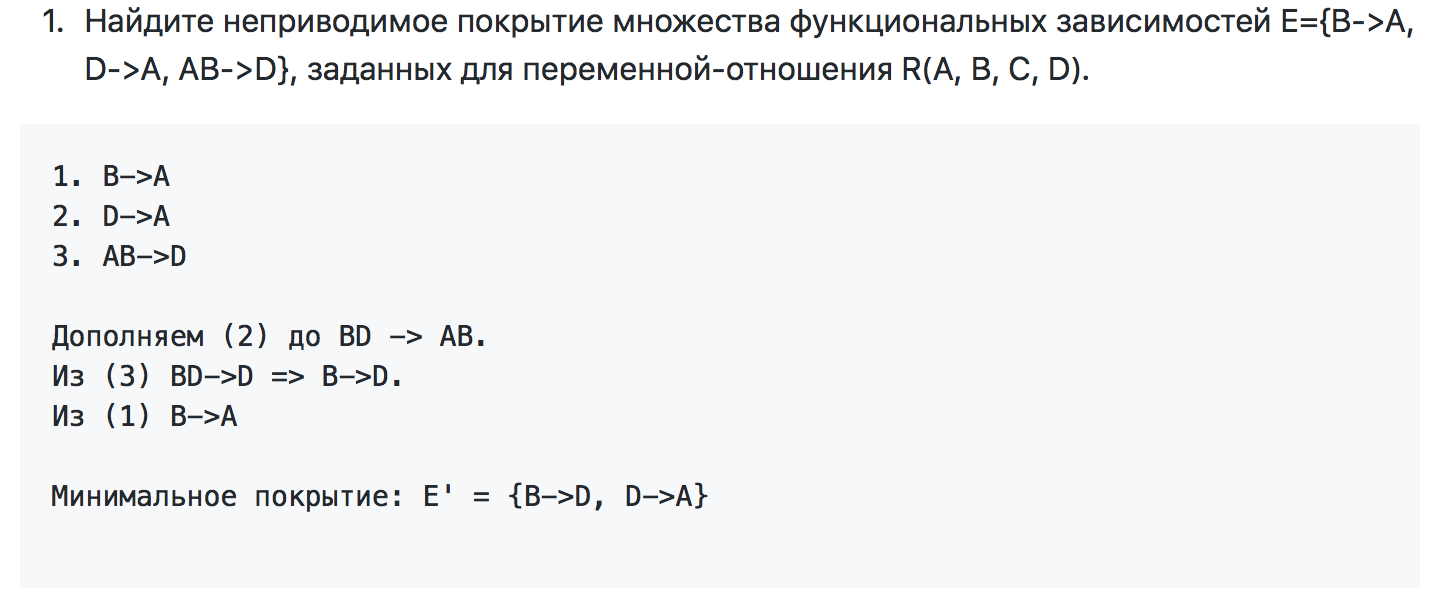 1. Найдите неприводимое покрытие множества функциональных зависимостей E={B->A,
D->A, AB->D}, заданных для переменной-отношения R(A, B, C, D).
1. B->A
2. D->A
3. AB->D
Дополняем (2) до BD -> AB.
Из (3) BD->D => B->D.
Из (1) B->A
Минимальное покрытие: E' = {B->D, D->A}